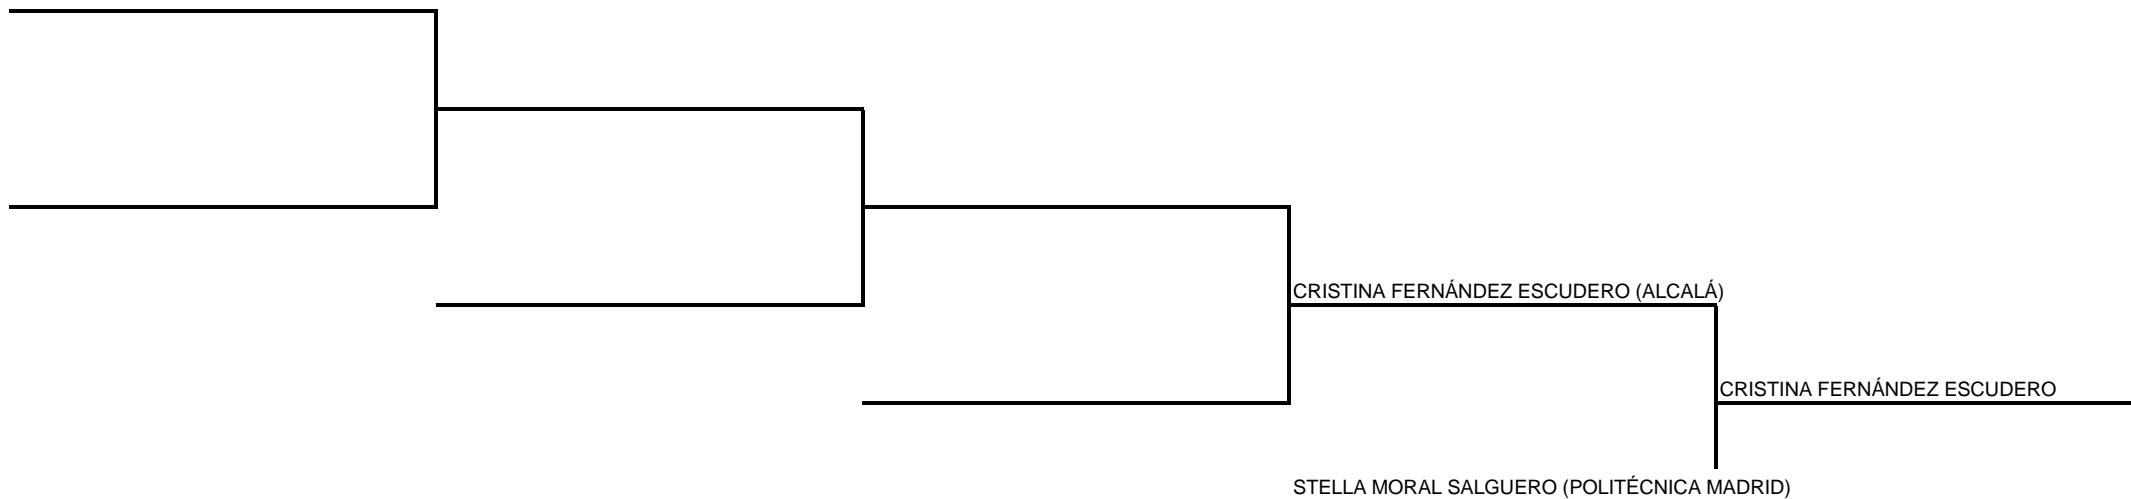 CRISTINA FERNÁNDEZ ESCUDERO (ALCALÁ)
CRISTINA FERNÁNDEZ ESCUDERO
STELLA MORAL SALGUERO (POLITÉCNICA MADRID)